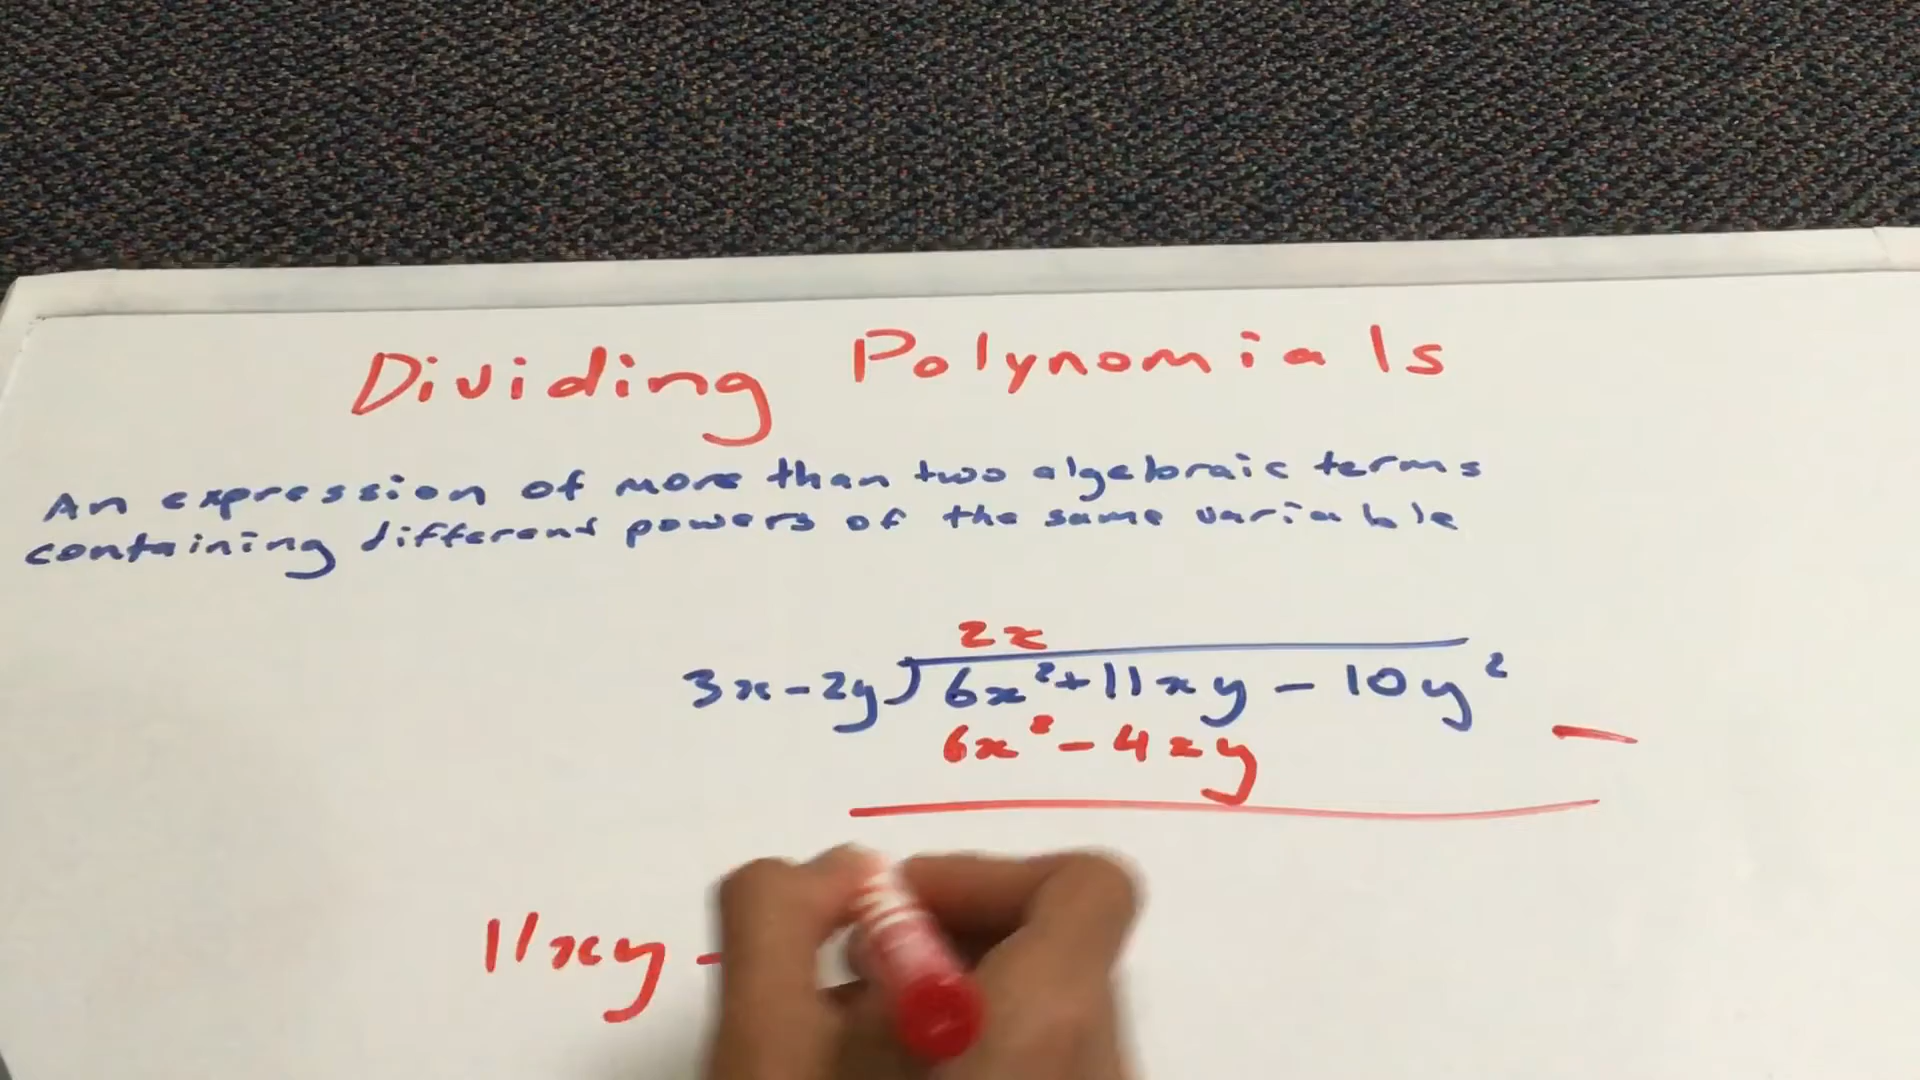 Dividing Polynomials
An expression of more than two algebraic terms
containing different powers of the same variable
2x
3x-2y)6x²+11xy - 10y²
6x² - 4xy -
11xy -